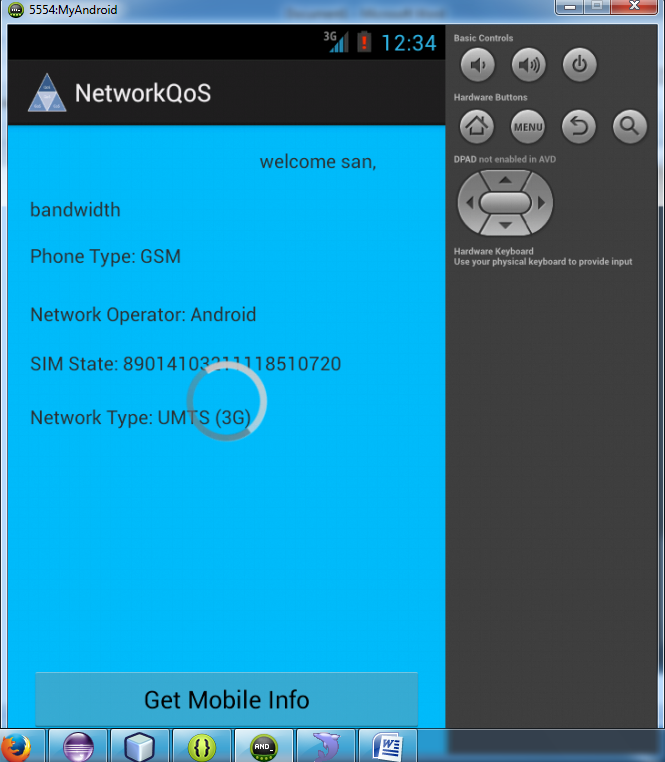 5554:MyAndroid
3G
12:34
NetworkQoS
welcome san,
bandwidth
Phone Type: GSM
Network Operator: Android
SIM State: 89014103211118510720
Network Type: UMTS (3G)
Get Mobile Info
Basic Controls
Hardware Buttons
MENU
DPAD not enabled in AVD
Hardware Keyboard
Use your physical keyboard to provide input
AND_